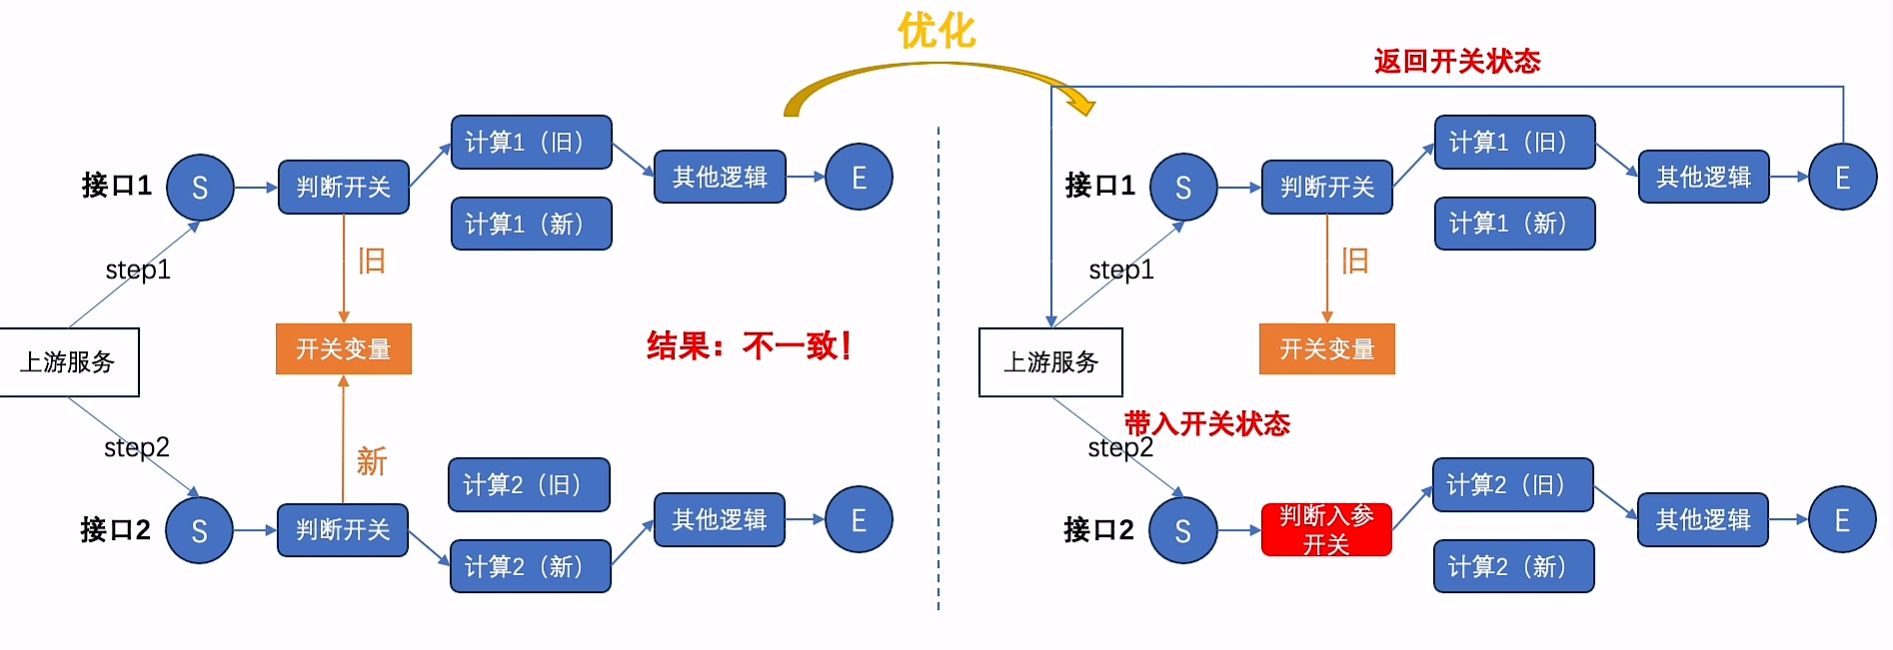 优化
接口1
S
判断开关
计算1（旧）
计算1（新）
其他逻辑
E
step1
旧
开关变量
上游服务
结果：不一致！
step2
新
接口2
S
判断开关
计算2（旧）
计算2（新）
其他逻辑
E
返回开关状态
接口1
S
判断开关
计算1（旧）
计算1（新）
其他逻辑
E
step1
旧
开关变量
上游服务
带入开关状态
step2
接口2
S
判断入参
开关
计算2（旧）
计算2（新）
其他逻辑
E